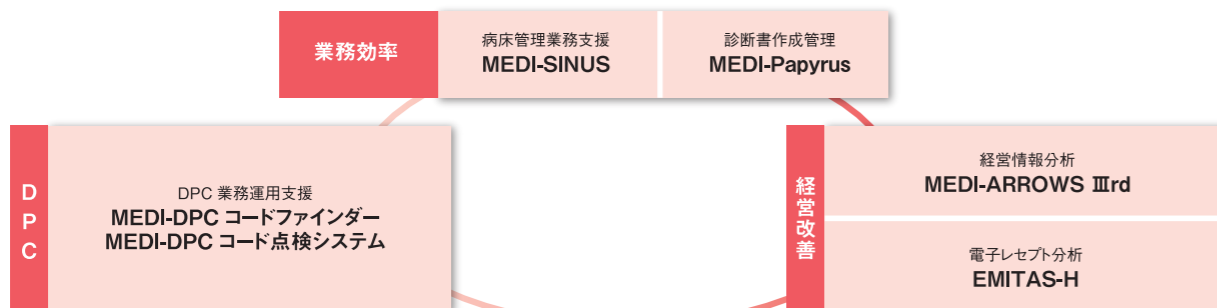 業務効率
病床管理業務支援
MEDI-SINUS
診断書作成管理
MEDI-Papyrus
DPC
DPC 業務運用支援
MEDI-DPC コードファインダー
MEDI-DPC コード点検システム
経営改善
経営情報分析
MEDI-ARROWS Ⅲrd
電子レセプト分析
EMITAS-H